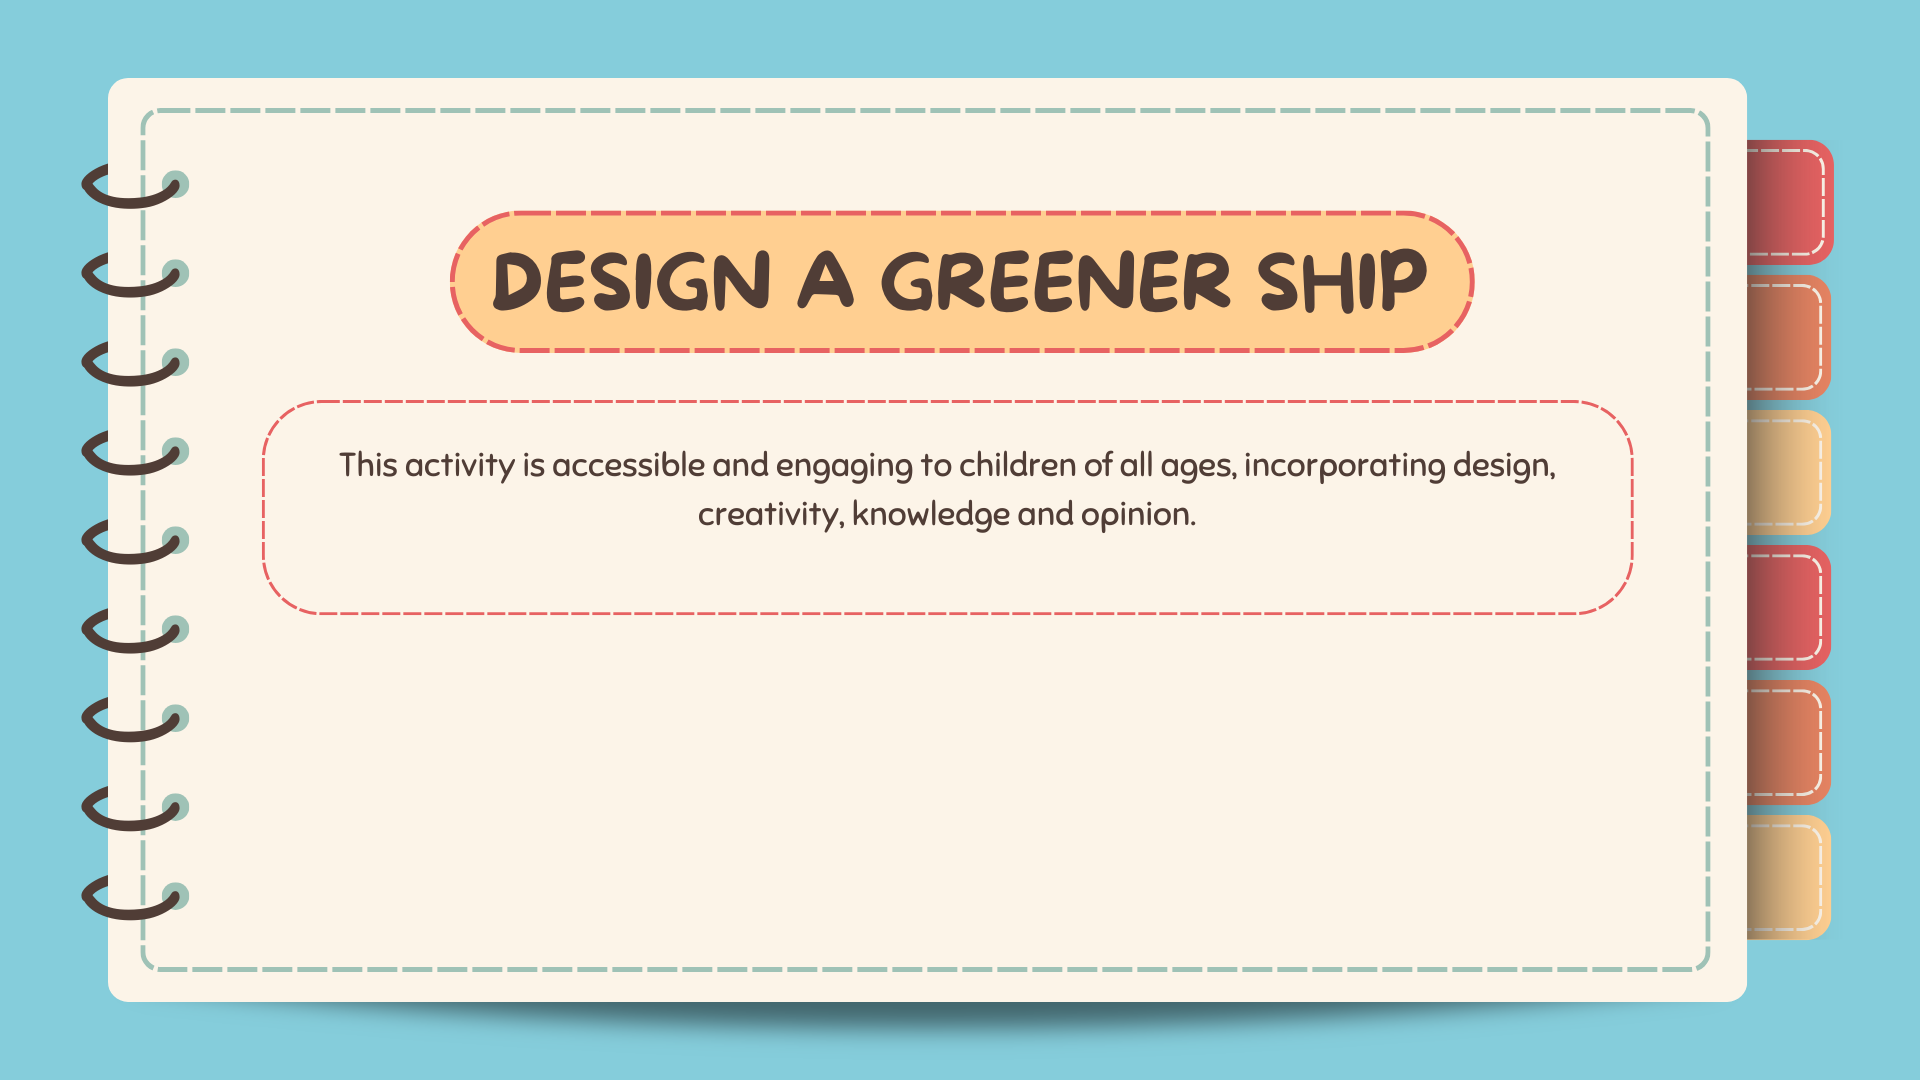 DESIGN A GREENER SHIP
This activity is accessible and engaging to children of all ages, incorporating design,
creativity, knowledge and opinion.